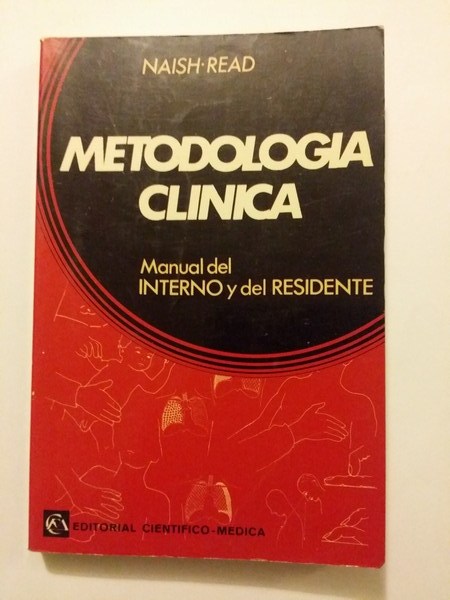 NAISH·READ
METODOLOGIA
CLINICA
Manual del
INTERNO y del RESIDENTE
EDITORIAL CIENTIFICO-MEDICA